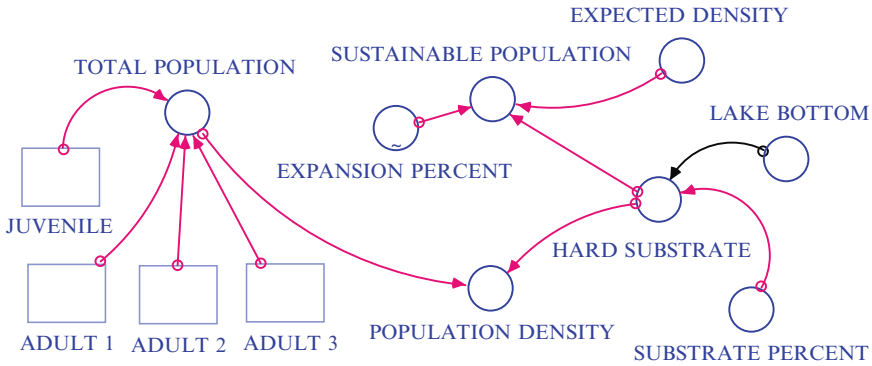 EXPECTED DENSITY
SUSTAINABLE POPULATION
TOTAL POPULATION
LAKE BOTTOM
~
EXPANSION PERCENT
JUVENILE
HARD SUBSTRATE
POPULATION DENSITY
ADULT 1
ADULT 2
ADULT 3
SUBSTRATE PERCENT